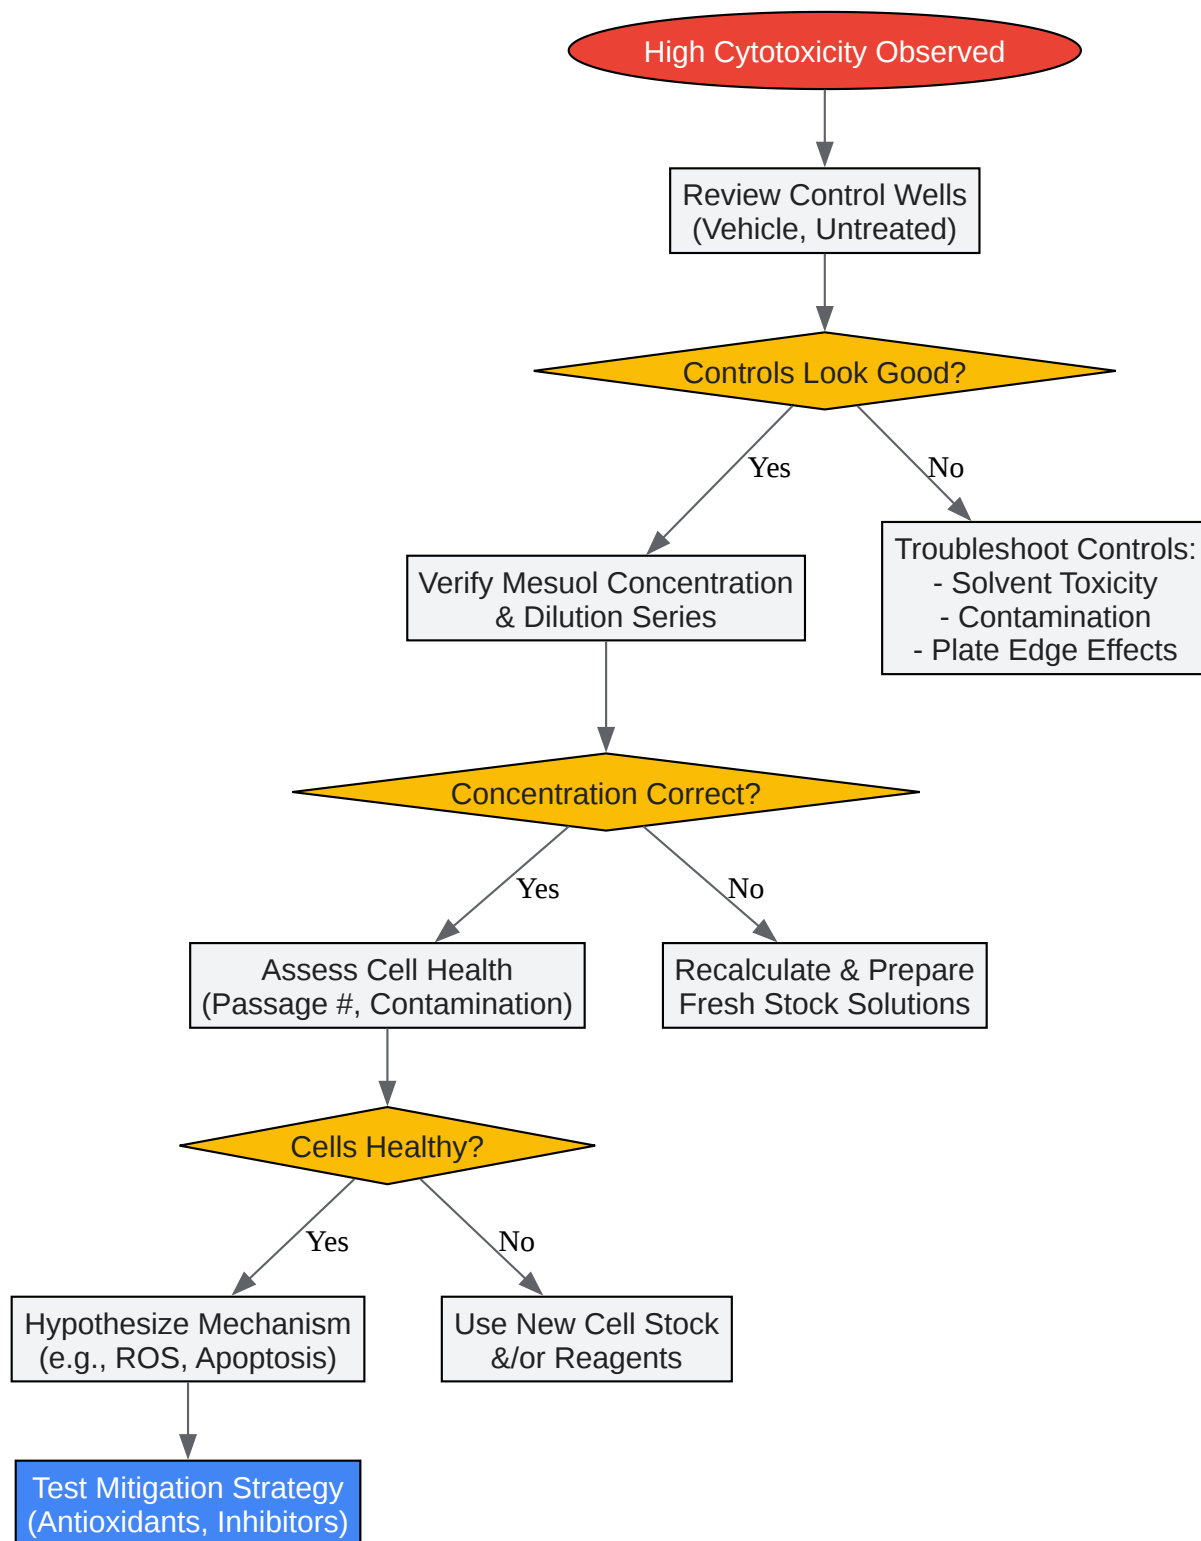 High Cytotoxicity Observed
Review Control Wells
(Vehicle, Untreated)
Controls Look Good?
Yes
No
Troubleshoot Controls:
- Solvent Toxicity
- Contamination
- Plate Edge Effects
Verify Mesuol Concentration
& Dilution Series
Concentration Correct?
Yes
No
Assess Cell Health
(Passage #, Contamination)
Recalculate & Prepare
Fresh Stock Solutions
Cells Healthy?
Yes
No
Hypothesize Mechanism
(e.g., ROS, Apoptosis)
Use New Cell Stock
&/or Reagents
Test Mitigation Strategy
(Antioxidants, Inhibitors)